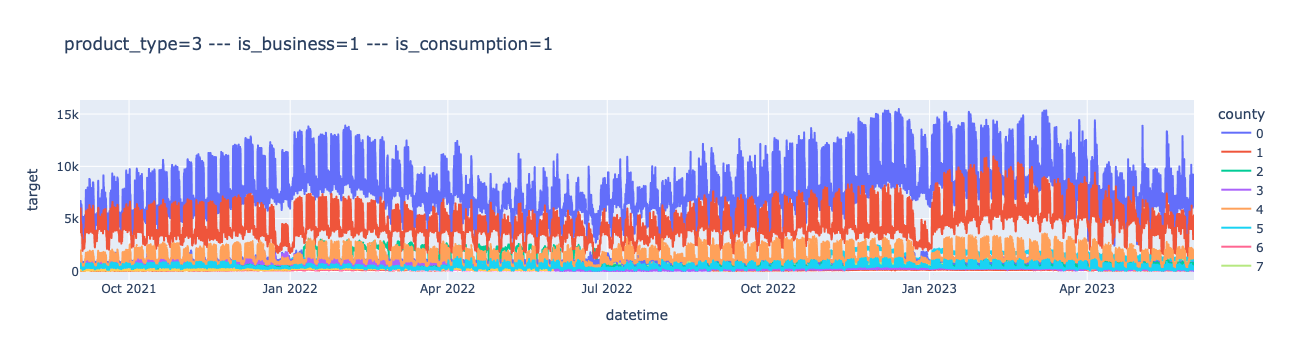 product_type=3 --- is_business=1 --- is_consumption=1
target
15k
10k
5k
0
Oct 2021
Jan 2022
Apr 2022
Jul 2022
Oct 2022
Jan 2023
Apr 2023
datetime
county
0
1
2
3
4
5
6
7